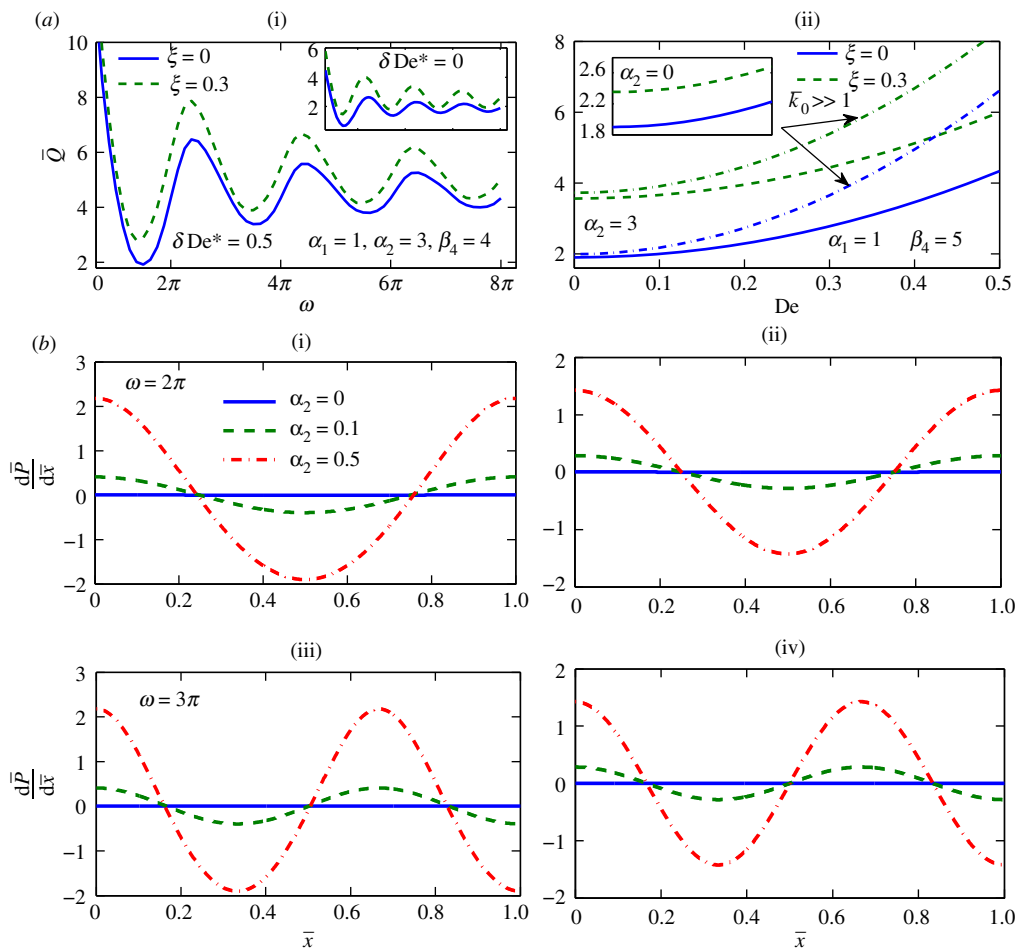 (a)
(i)
10
8
6
4
2
Q̅
ξ = 0
ξ = 0.3
6
4
2
δ De* = 0
δ De* = 0.5
α₁ = 1, α₂ = 3, β₄ = 4
0
2π
4π
6π
8π
ω
(ii)
8
6
4
2
ξ = 0
ξ = 0.3
2.6
2.2
1.8
α₂ = 0
k̅₀ >> 1
α₂ = 3
α₁ = 1 β₄ = 5
0
0.1
0.2
0.3
0.4
0.5
De
(b)
(i)
3
2
1
0
−1
−2
dP̅/dx̅
ω = 2π
α₂ = 0
α₂ = 0.1
α₂ = 0.5
0
0.2
0.4
0.6
0.8
1.0
(ii)
2
1
0
−1
−2
0
0.2
0.4
0.6
0.8
1.0
(iii)
3
2
1
0
−1
−2
dP̅/dx̅
ω = 3π
0
0.2
0.4
0.6
0.8
1.0
x̅
(iv)
2
1
0
−1
−2
0
0.2
0.4
0.6
0.8
1.0
x̅